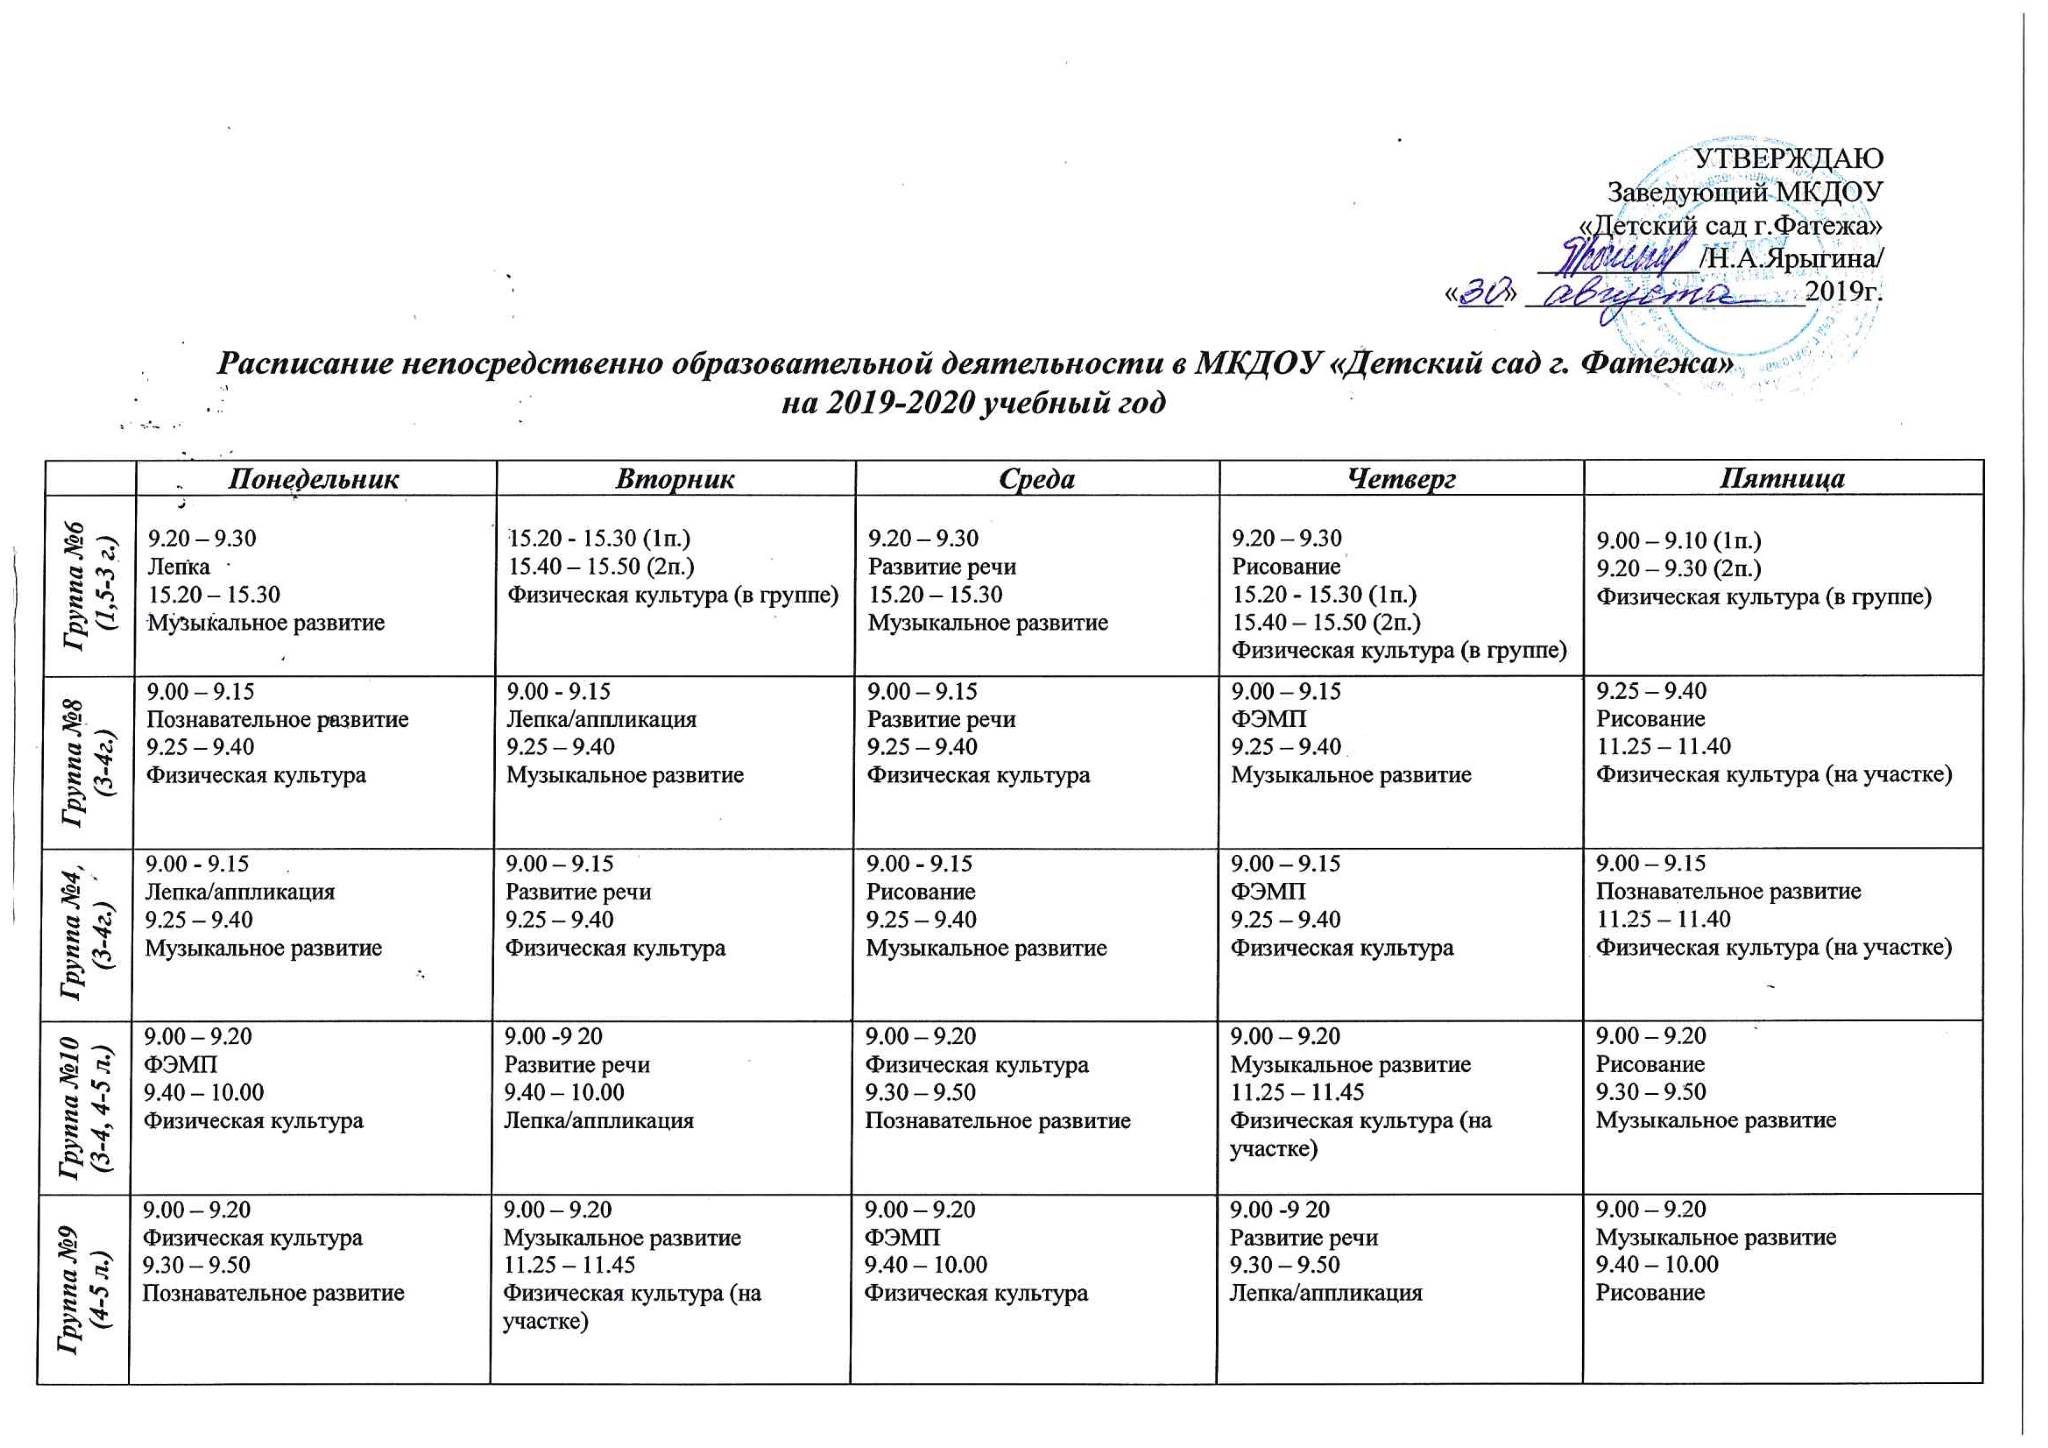 УТВЕРЖДАЮ
Заведующий МКДОУ
«Детский сад г.Фатежа»
/Н.А.Ярыгина/
«30» августа 2019г.
Расписание непосредственно образовательной деятельности в МКДОУ «Детский сад г. Фатежа»
на 2019-2020 учебный год
Понедельник Вторник Среда Четверг Пятница
Группа №6
(1,5-3 г.)
9.20 – 9.30
Лепка
15.20 – 15.30
Музыкальное развитие
15.20 - 15.30 (1п.)
15.40 – 15.50 (2п.)
Физическая культура (в группе)
9.20 – 9.30
Развитие речи
15.20 – 15.30
Музыкальное развитие
9.20 – 9.30
Рисование
15.20 - 15.30 (1п.)
15.40 – 15.50 (2п.)
Физическая культура (в группе)
9.00 – 9.10 (1п.)
9.20 – 9.30 (2п.)
Физическая культура (в группе)
Группа №8
(3-4г.)
9.00 – 9.15
Познавательное развитие
9.25 – 9.40
Физическая культура
9.00 - 9.15
Лепка/аппликация
9.25 – 9.40
Музыкальное развитие
9.00 – 9.15
Развитие речи
9.25 – 9.40
Физическая культура
9.00 – 9.15
ФЭМП
9.25 – 9.40
Музыкальное развитие
9.25 – 9.40
Рисование
11.25 – 11.40
Физическая культура (на участке)
Группа №4,
(3-4г.)
9.00 - 9.15
Лепка/аппликация
9.25 – 9.40
Музыкальное развитие
9.00 – 9.15
Развитие речи
9.25 – 9.40
Физическая культура
9.00 - 9.15
Рисование
9.25 – 9.40
Музыкальное развитие
9.00 – 9.15
ФЭМП
9.25 – 9.40
Физическая культура
9.00 – 9.15
Познавательное развитие
11.25 – 11.40
Физическая культура (на участке)
Группа №10
(3-4, 4-5 л.)
9.00 – 9.20
ФЭМП
9.40 – 10.00
Физическая культура
9.00 -9 20
Развитие речи
9.40 – 10.00
Лепка/аппликация
9.00 – 9.20
Физическая культура
9.30 – 9.50
Познавательное развитие
9.00 – 9.20
Музыкальное развитие
11.25 – 11.45
Физическая культура (на
участке)
9.00 – 9.20
Рисование
9.30 – 9.50
Музыкальное развитие
Группа №9
(4-5 л.)
9.00 – 9.20
Физическая культура
9.30 – 9.50
Познавательное развитие
9.00 – 9.20
Музыкальное развитие
11.25 – 11.45
Физическая культура (на
участке)
9.00 – 9.20
ФЭМП
9.40 – 10.00
Физическая культура
9.00 -9 20
Развитие речи
9.30 – 9.50
Лепка/аппликация
9.00 – 9.20
Музыкальное развитие
9.40 – 10.00
Рисование